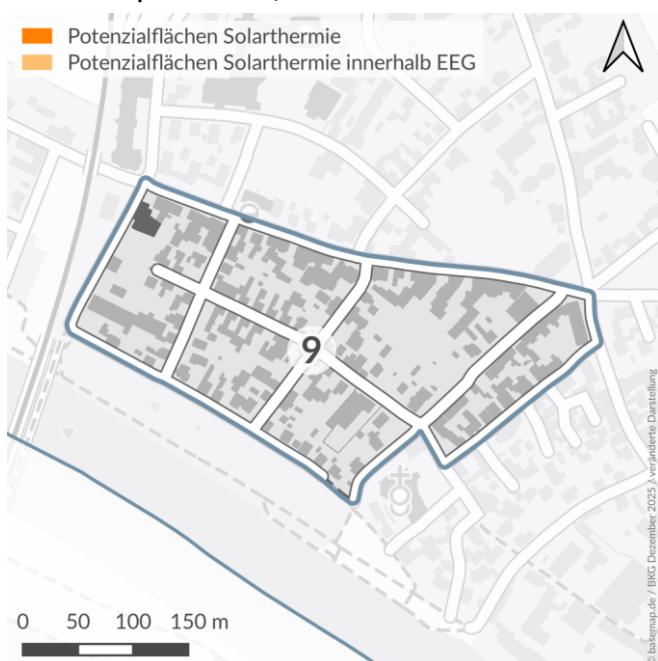 Potenzialflächen Solarthermie
Potenzialflächen Solarthermie innerhalb EEG
9
0 50 100 150 m
© basemap.de / BKG Dezember 2025 / veränderte Darstellung